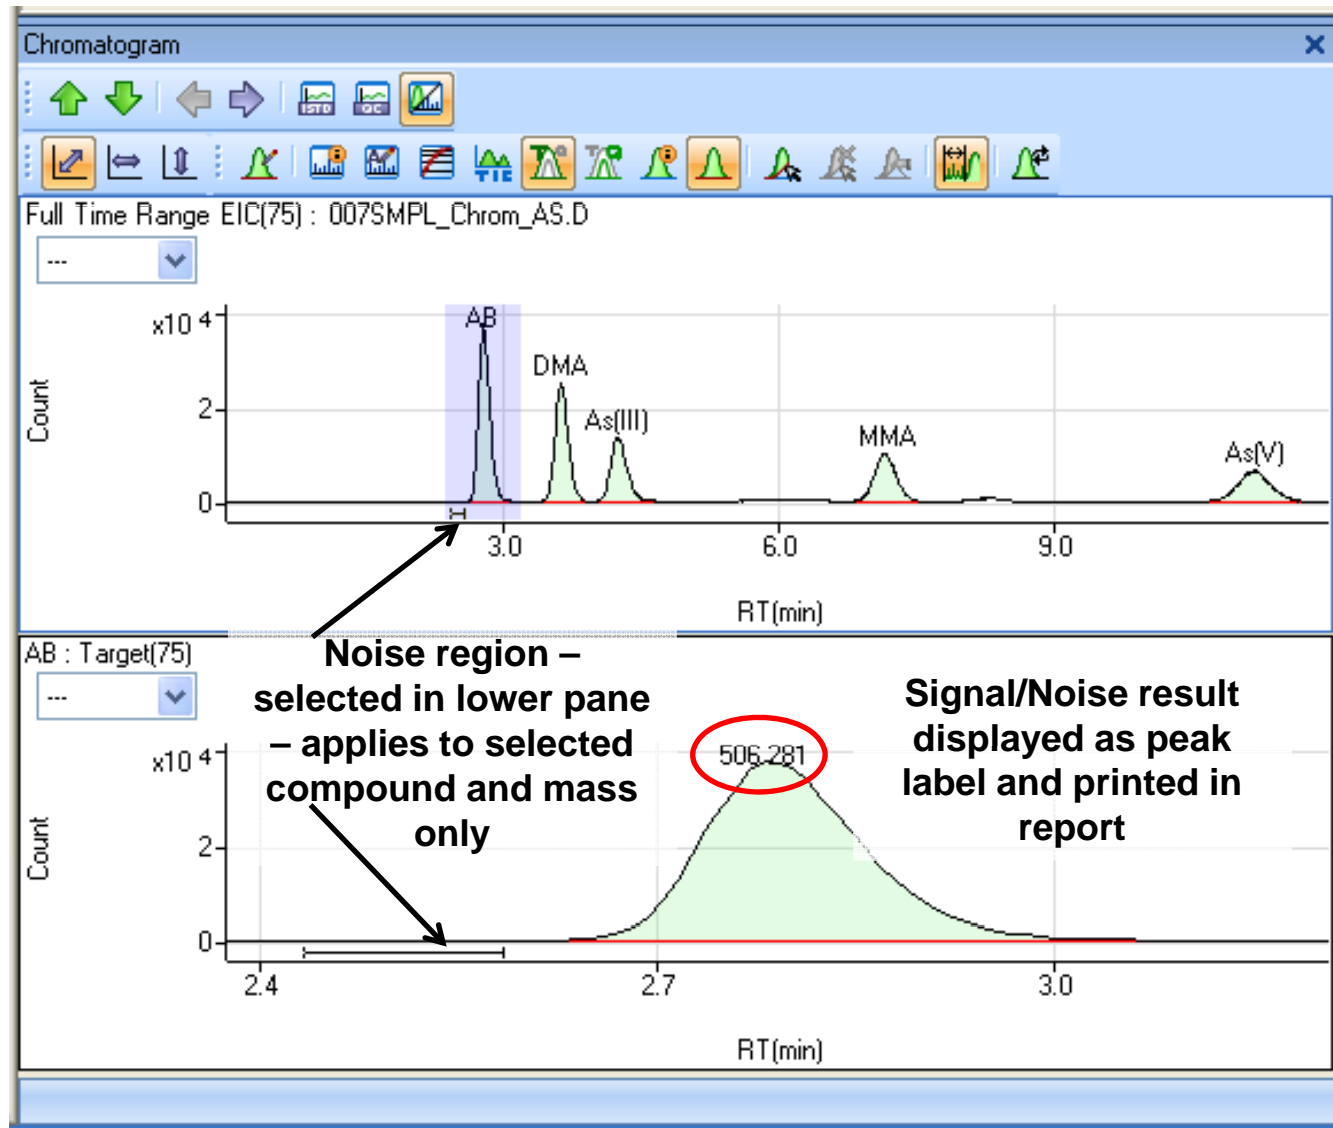 Chromatogram
ISTD
QC
TIE
Full Time Range EIC(75) : 007SMPL_Chrom_AS.D
---
x10 4
2
0
Count
AB
DMA
As(III)
MMA
As(V)
3.0
6.0
9.0
RT(min)
AB : Target(75)
---
Noise region –
selected in lower pane
– applies to selected
compound and mass
only
Signal/Noise result
displayed as peak
label and printed in
report
506.281
x10 4
2
0
Count
2.4
2.7
3.0
RT(min)